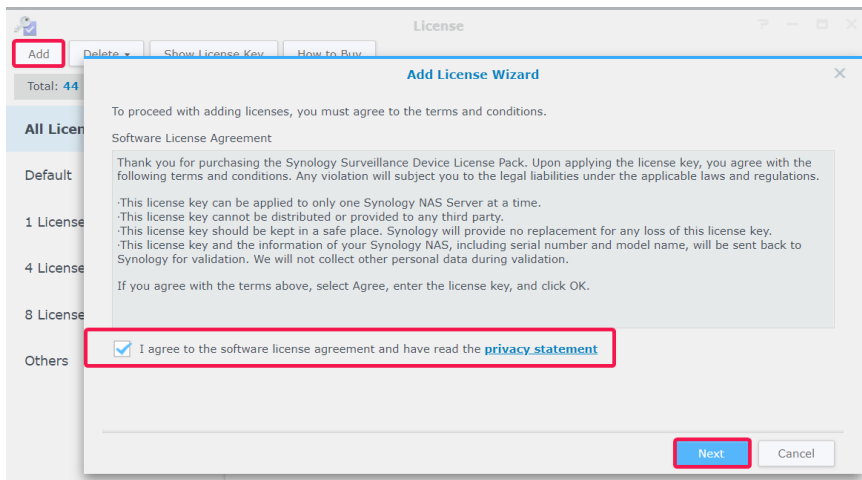 License
Add Delete Show License Key How to Buy
Total: 44
Add License Wizard
To proceed with adding licenses, you must agree to the terms and conditions.
Software License Agreement
Thank you for purchasing the Synology Surveillance Device License Pack. Upon applying the license key, you agree with the
following terms and conditions. Any violation will subject you to the legal liabilities under the applicable laws and regulations.
·This license key can be applied to only one Synology NAS Server at a time.
·This license key cannot be distributed or provided to any third party.
·This license key should be kept in a safe place. Synology will provide no replacement for any loss of this license key.
·This license key and the information of your Synology NAS, including serial number and model name, will be sent back to
Synology for validation. We will not collect other personal data during validation.
If you agree with the terms above, select Agree, enter the license key, and click OK.
I agree to the software license agreement and have read the privacy statement
Next Cancel
All Licen
Default
1 License
4 License
8 License
Others